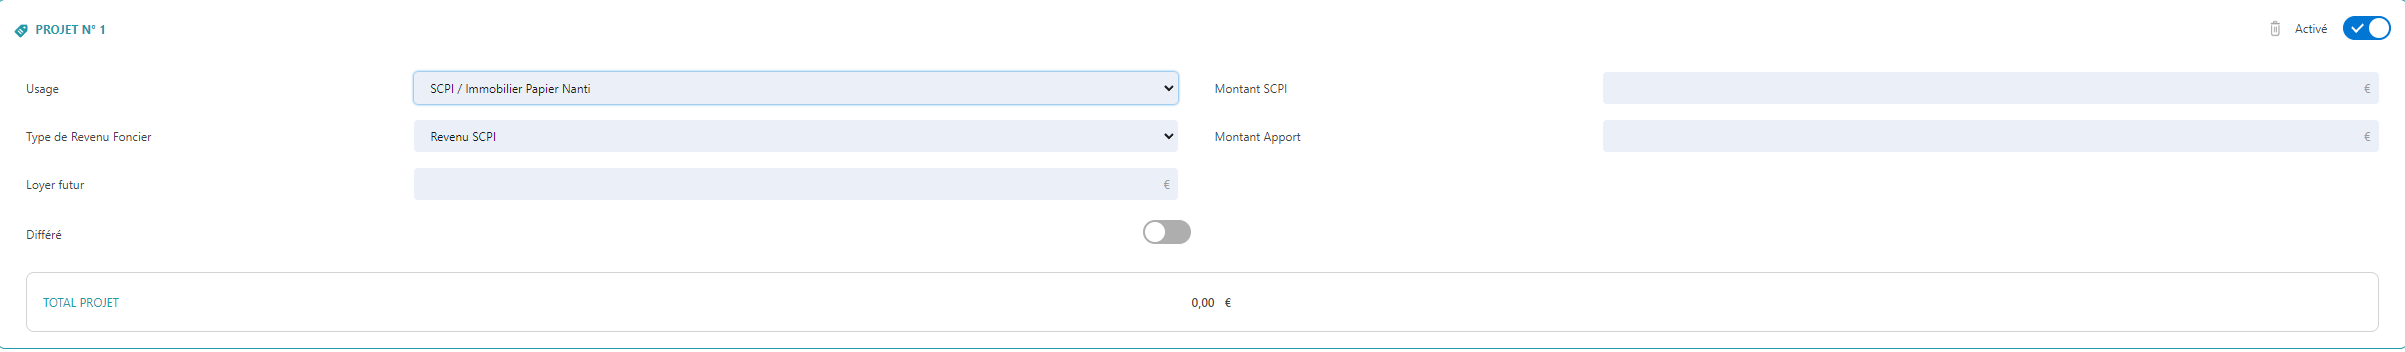 PROJET N° 1
Activé
Usage
SCPI / Immobilier Papier Nanti
Montant SCPI
€
Type de Revenu Foncier
Revenu SCPI
Montant Apport
€
Loyer futur
€
Différé
TOTAL PROJET
0,00 €